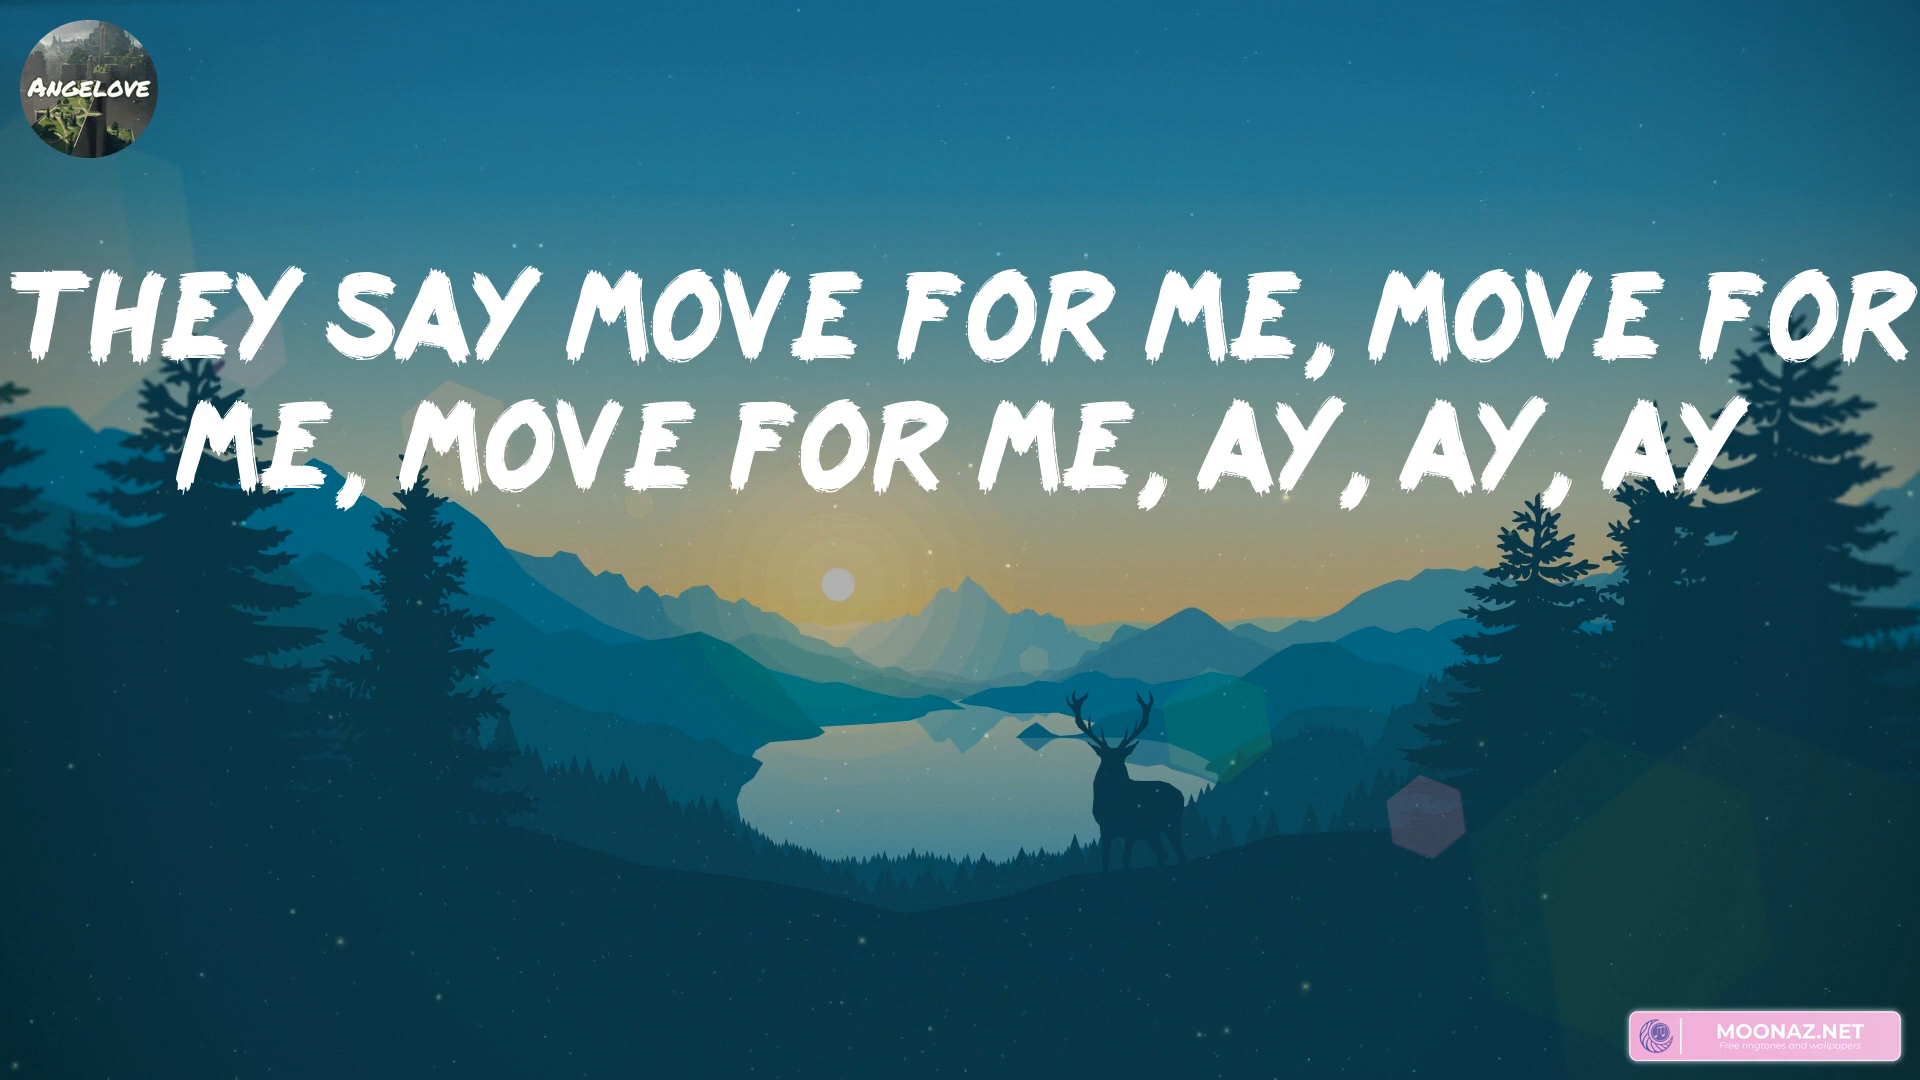 ANGELOVE
THEY SAY MOVE FOR ME, MOVE FOR
ME, MOVE FOR ME, AY, AY, AY
MOONAZ.NET
Free ringtones and wallpapers